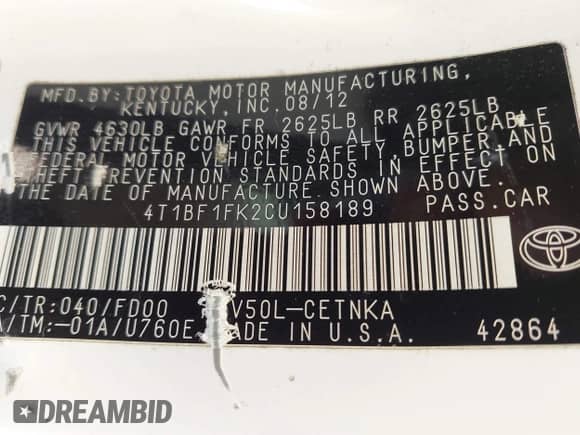 MFD.BY:TOYOTA MOTOR MANUFACTURING,
KENTUCKY, INC. 08/12
GVWR 4630LB GAWR FR 2625LB RR 2625LB
THIS VEHICLE CONFORMS TO ALL APPLICABLE
FEDERAL MOTOR VEHICLE SAFETY, BUMPER AND
THEFT PREVENTION STANDARDS IN EFFECT ON
THE DATE OF MANUFACTURE SHOWN ABOVE.
4T1BF1FK2CU158189 PASS.CAR
C/TR:040/FD00 V50L-CETNKA
A/TM:-01A/U760E MADE IN U.S.A. 42864
DREAMBID